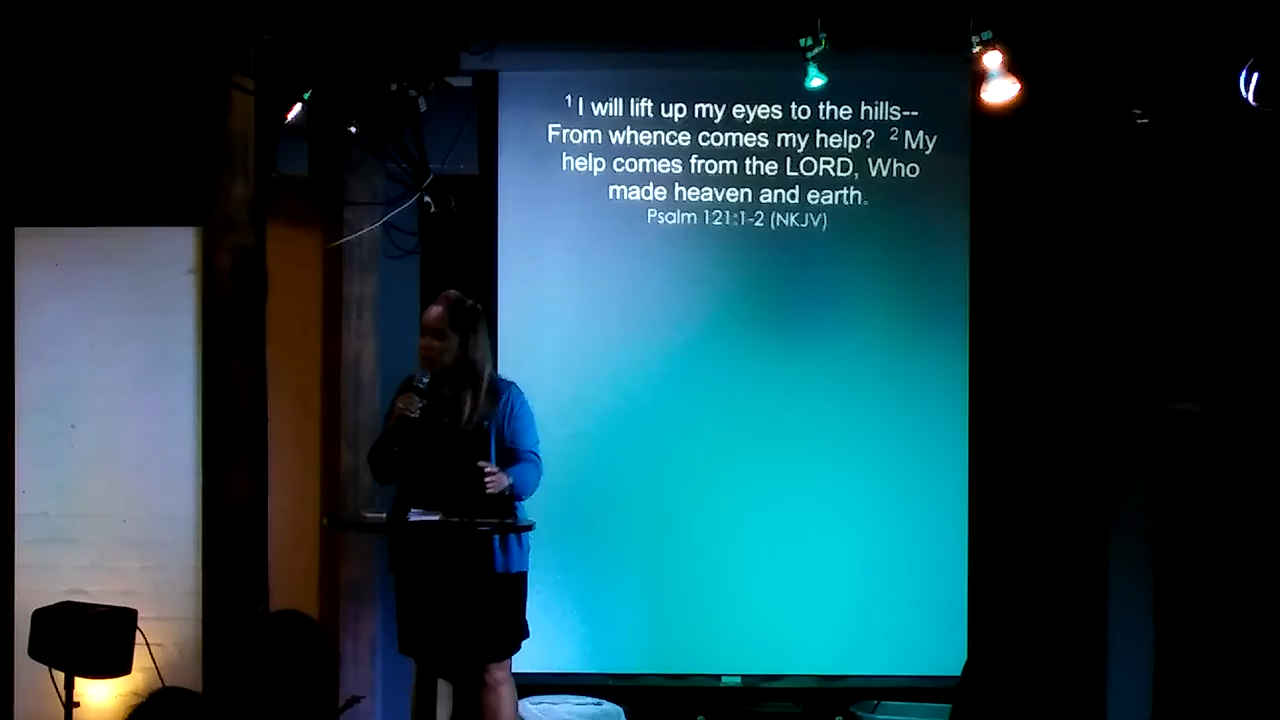 ¹ I will lift up my eyes to the hills--
From whence comes my help? ² My
help comes from the LORD, Who
made heaven and earth.
Psalm 121:1-2 (NKJV)